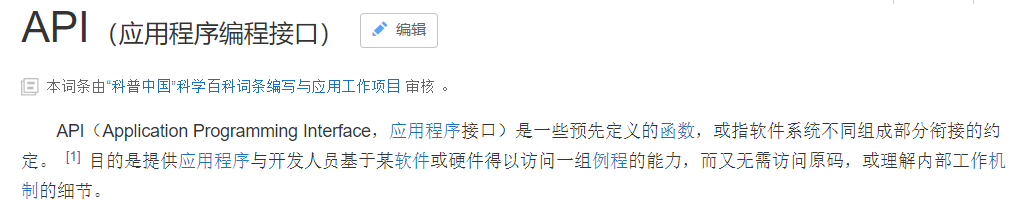 API（应用程序编程接口） 编辑
本词条由“科普中国”科学百科词条编写与应用工作项目 审核 。
API（Application Programming Interface，应用程序接口）是一些预先定义的函数，或指软件系统不同组成部分衔接的约
定。 [1] 目的是提供应用程序与开发人员基于某软件或硬件得以访问一组例程的能力，而又无需访问原码，或理解内部工作机
制的细节。